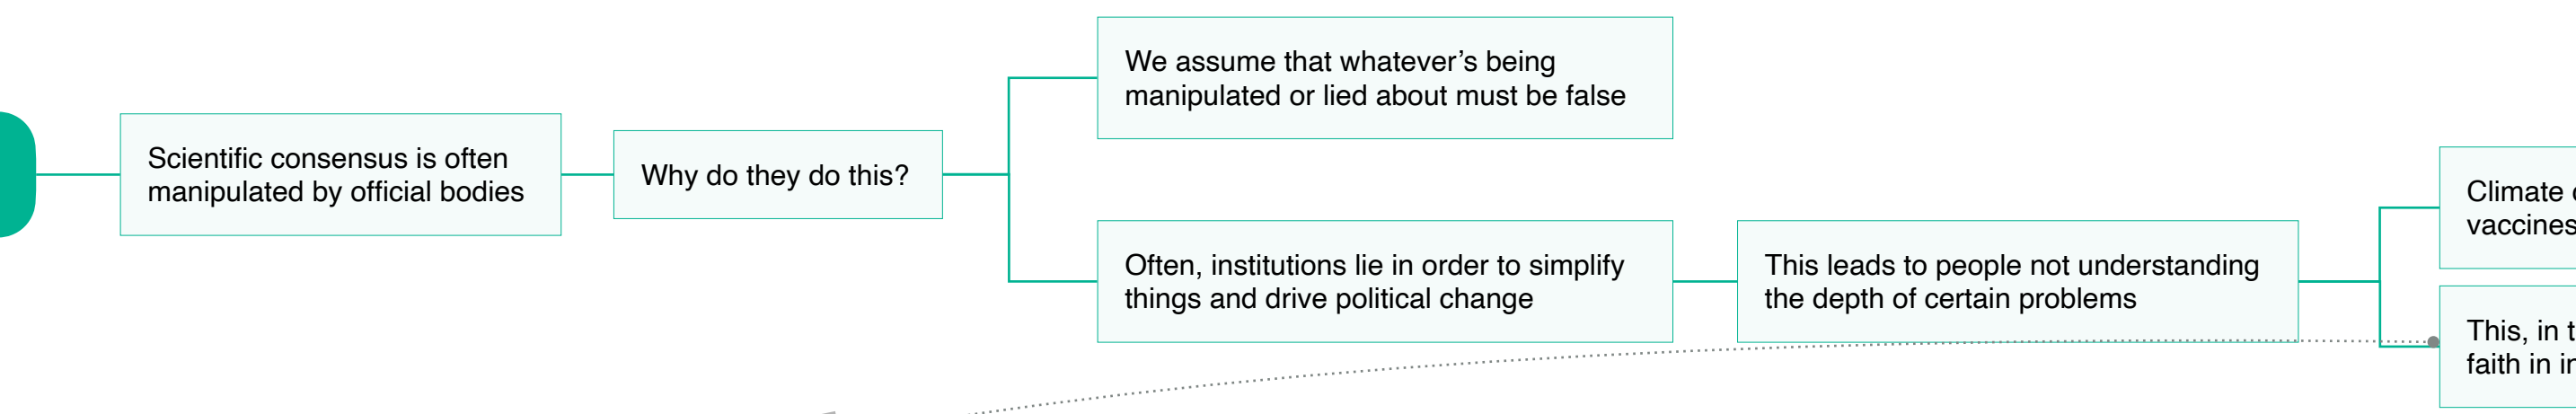 We assume that whatever’s being
manipulated or lied about must be false
Scientific consensus is often
manipulated by official bodies
Why do they do this?
Often, institutions lie in order to simplify
things and drive political change
This leads to people not understanding
the depth of certain problems
Climate
vaccines
This, in
faith in